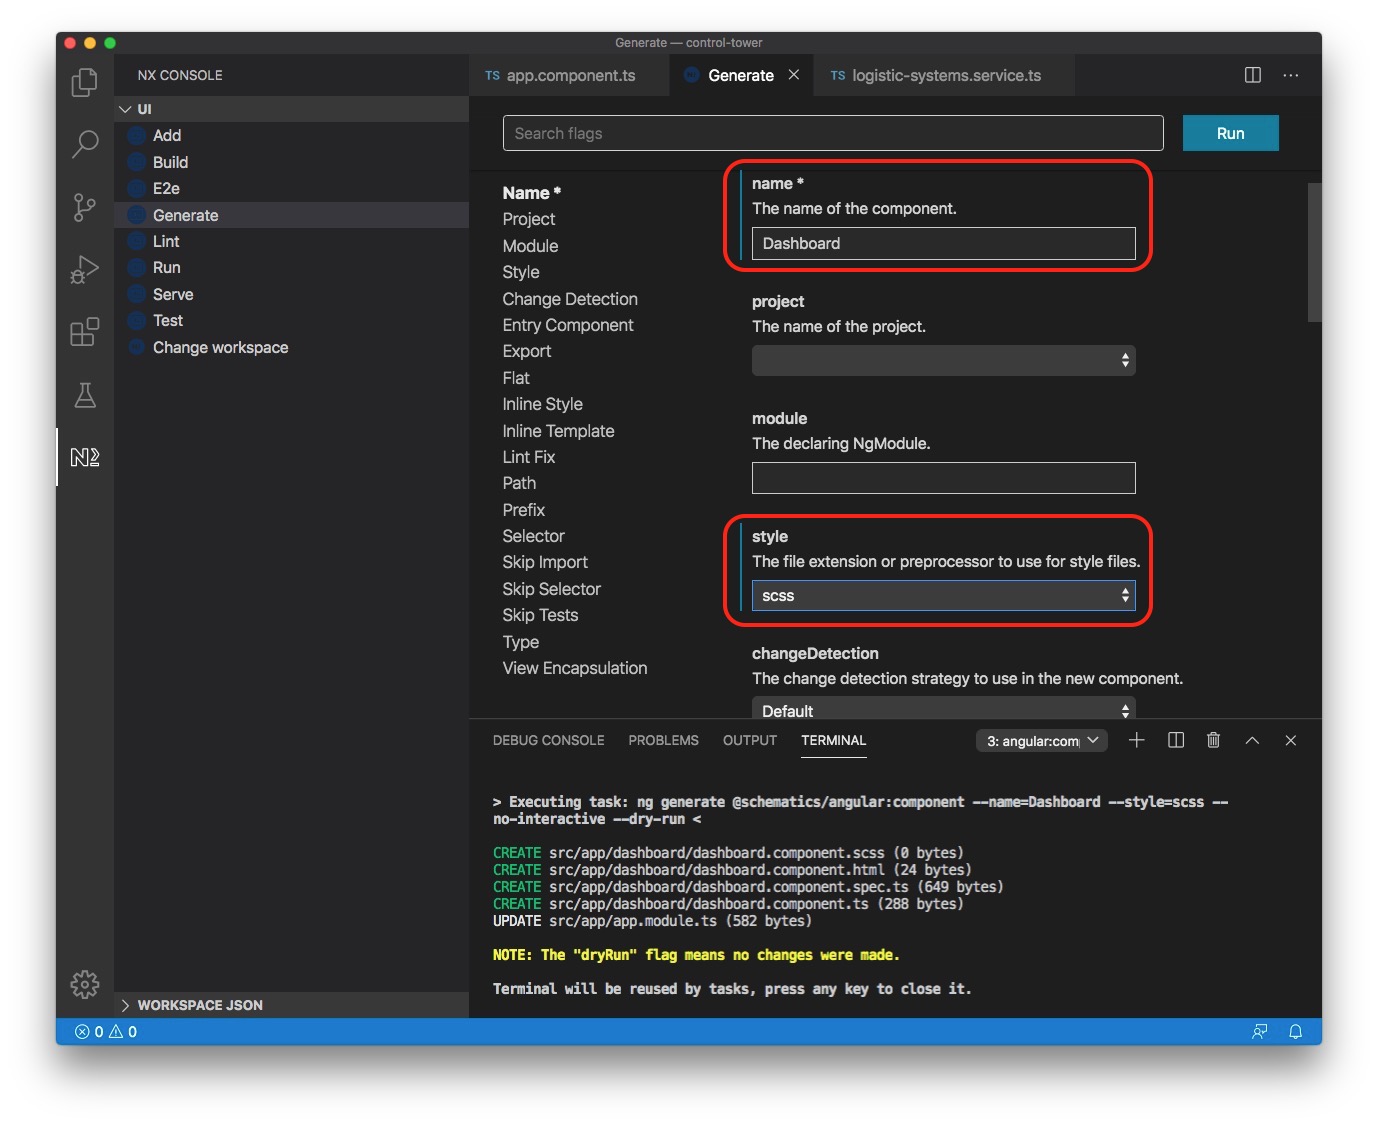 Generate — control-tower
NX CONSOLE
UI
Add
Build
E2e
Generate
Lint
Run
Serve
Test
Change workspace
WORKSPACE JSON
TS app.component.ts
Generate
TS logistic-systems.service.ts
Search flags
Run
Name *
Project
Module
Style
Change Detection
Entry Component
Export
Flat
Inline Style
Inline Template
Lint Fix
Path
Prefix
Selector
Skip Import
Skip Selector
Skip Tests
Type
View Encapsulation
name *
The name of the component.
Dashboard
project
The name of the project.
module
The declaring NgModule.
style
The file extension or preprocessor to use for style files.
scss
changeDetection
The change detection strategy to use in the new component.
Default
DEBUG CONSOLE PROBLEMS OUTPUT TERMINAL 3: angular:com
> Executing task: ng generate @schematics/angular:component --name=Dashboard --style=scss --
no-interactive --dry-run <
CREATE src/app/dashboard/dashboard.component.scss (0 bytes)
CREATE src/app/dashboard/dashboard.component.html (24 bytes)
CREATE src/app/dashboard/dashboard.component.spec.ts (649 bytes)
CREATE src/app/dashboard/dashboard.component.ts (288 bytes)
UPDATE src/app/app.module.ts (582 bytes)
NOTE: The "dryRun" flag means no changes were made.
Terminal will be reused by tasks, press any key to close it.
0 0